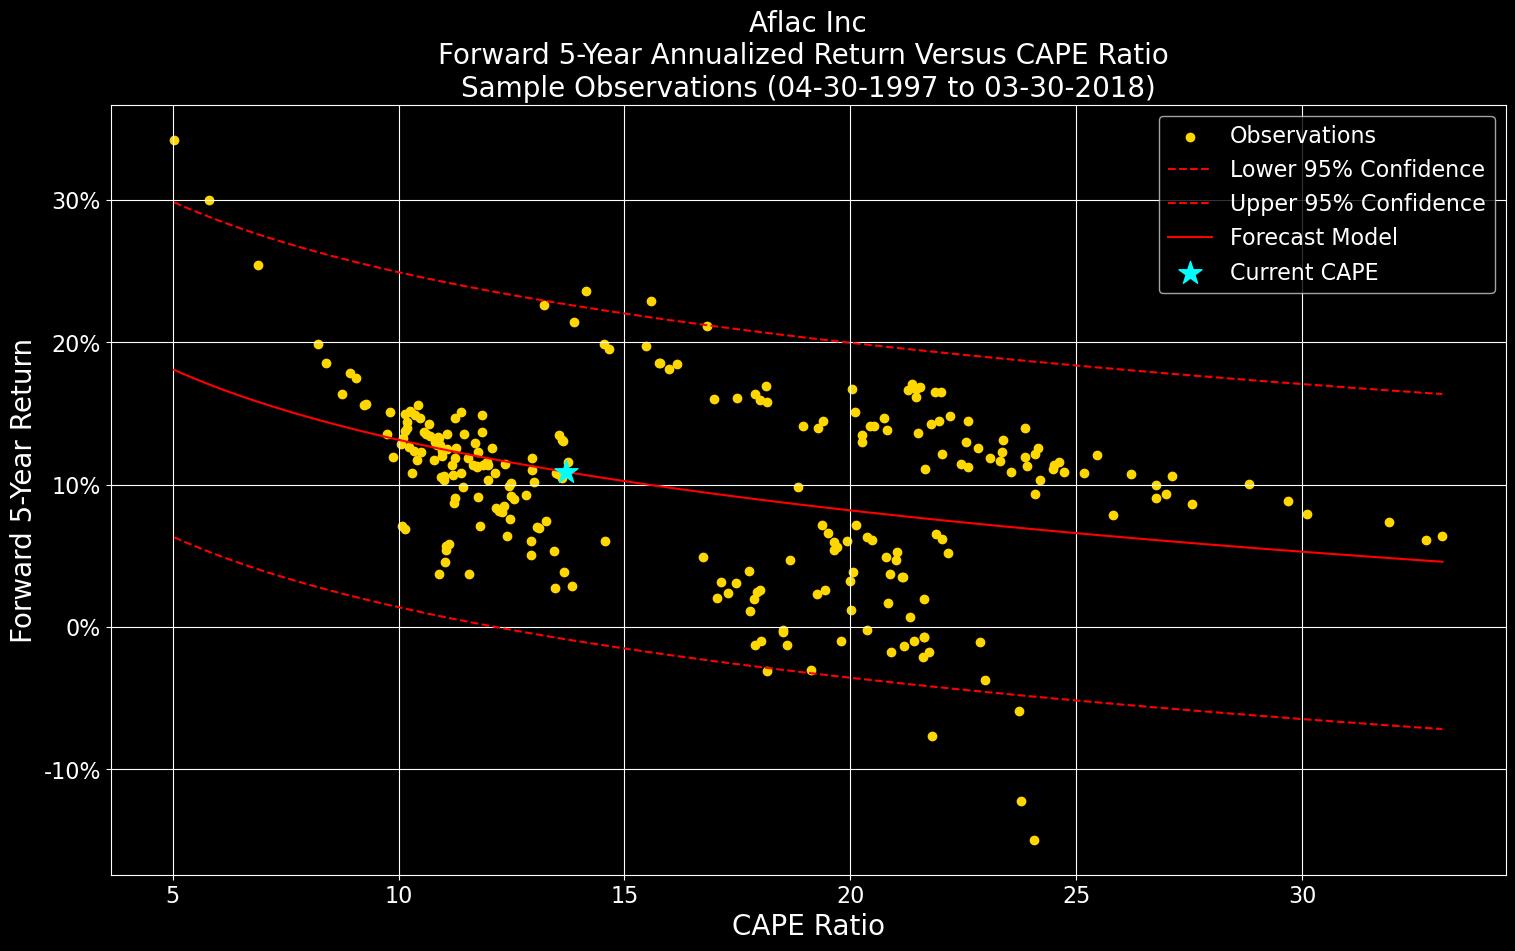 Aflac Inc
Forward 5-Year Annualized Return Versus CAPE Ratio
Sample Observations (04-30-1997 to 03-30-2018)
Observations
Lower 95% Confidence
Upper 95% Confidence
Forecast Model
Current CAPE
Forward 5-Year Return
30%
20%
10%
0%
-10%
5
10
15
20
25
30
CAPE Ratio